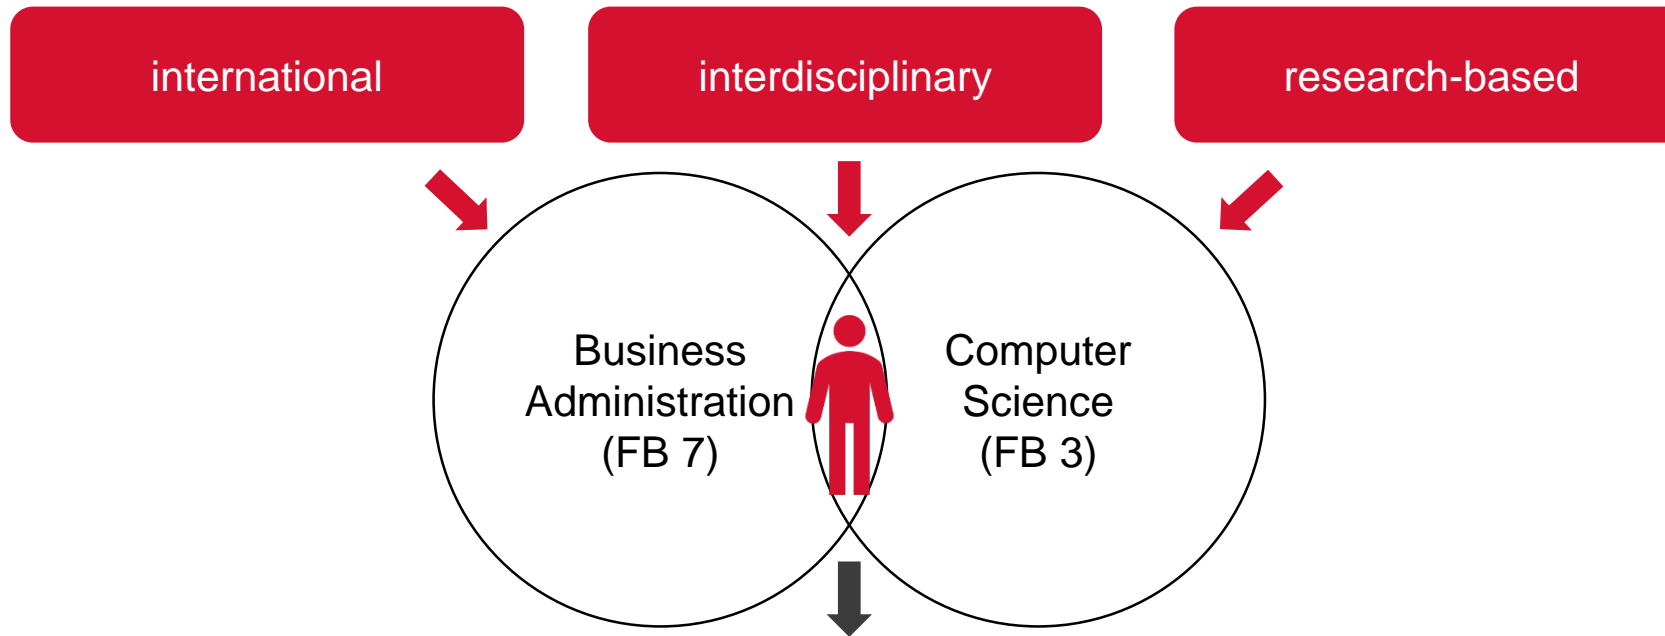 international
interdisciplinary
research-based
Business
Administration
(FB 7)
Computer
Science
(FB 3)